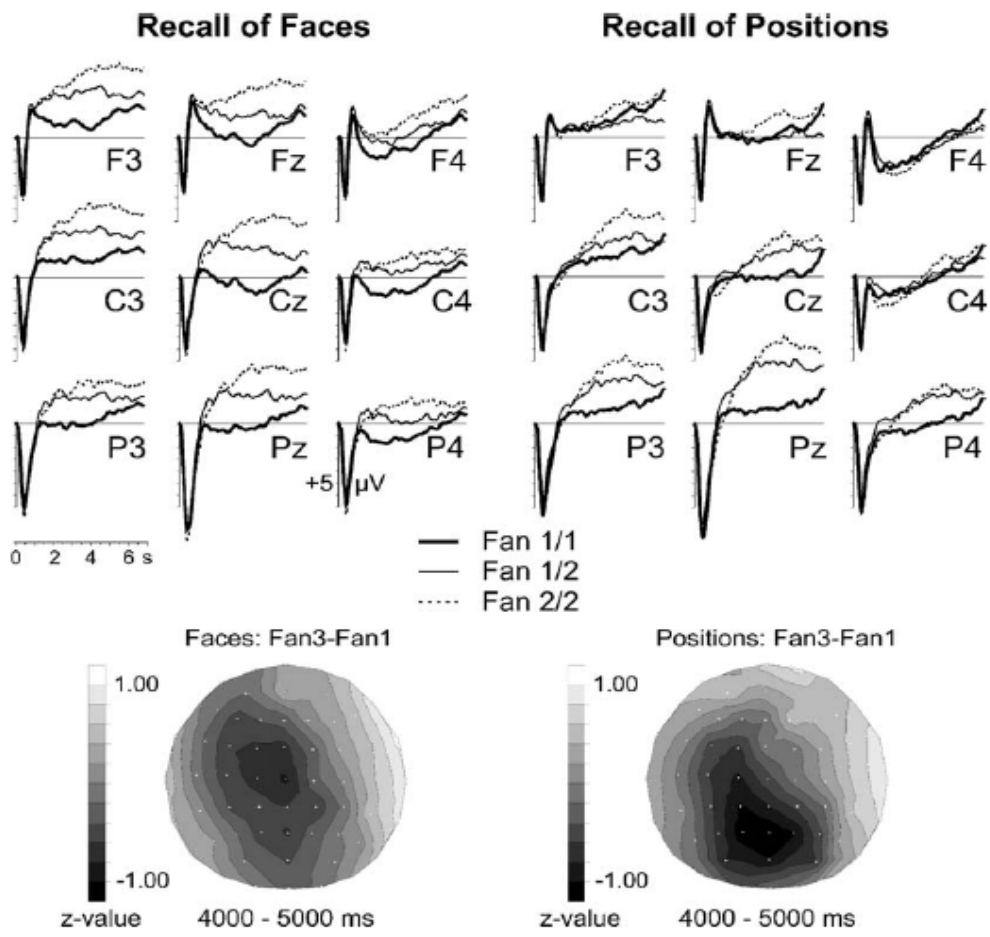 Recall of Faces
Recall of Positions
F3
Fz
F4
F3
Fz
F4
C3
Cz
C4
C3
Cz
C4
P3
Pz
P4
P3
Pz
P4
+5 µV
0 2 4 6 s
Fan 1/1
Fan 1/2
Fan 2/2
Faces: Fan3-Fan1
Positions: Fan3-Fan1
1.00
1.00
-1.00
-1.00
z-value
4000 - 5000 ms
z-value
4000 - 5000 ms